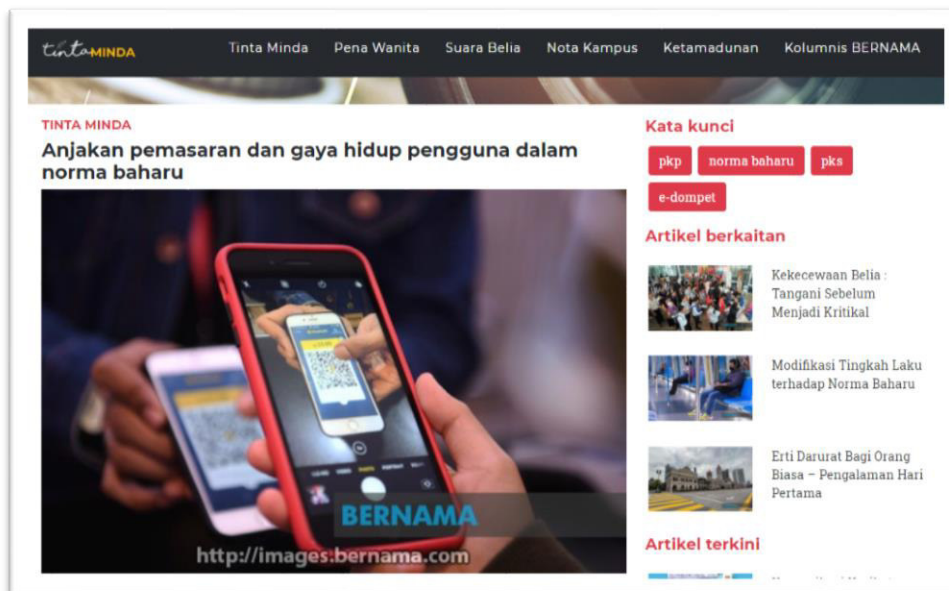 tinta MINDA
Tinta Minda Pena Wanita Suara Belia Nota Kampus Ketamadunan Kolumnis BERNAMA
TINTA MINDA
Anjakan pemasaran dan gaya hidup pengguna dalam
norma baharu
BERNAMA
http://images.bernama.com
Kata kunci
pkp norma baharu pks
e-dompet
Artikel berkaitan
Kekecewaan Belia :
Tangani Sebelum
Menjadi Kritikal
Modifikasi Tingkah Laku
terhadap Norma Baharu
Erti Darurat Bagi Orang
Biasa – Pengalaman Hari
Pertama
Artikel terkini